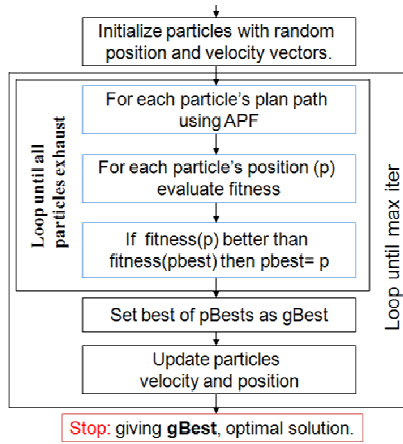 Initialize particles with random
position and velocity vectors.
Loop until all
particles exhaust
For each particle's plan path
using APF
For each particle's position (p)
evaluate fitness
If fitness(p) better than
fitness(pbest) then pbest= p
Loop until max iter
Set best of pBests as gBest
Update particles
velocity and position
Stop: giving gBest, optimal solution.